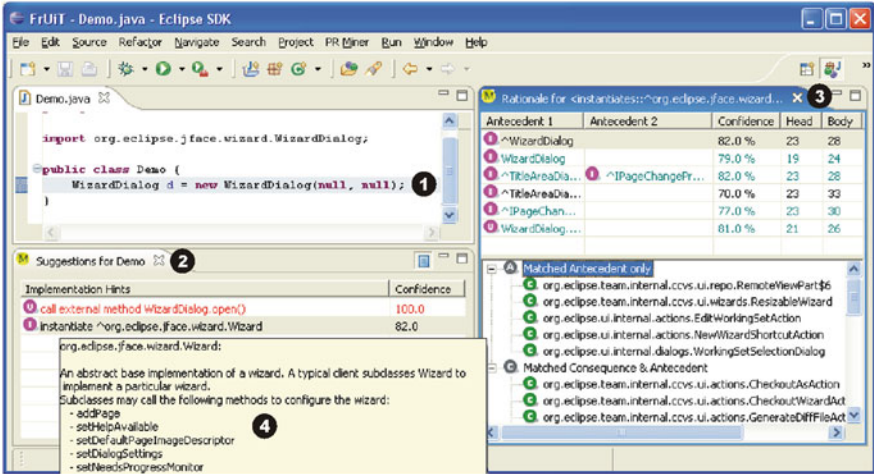 FrUiT - Demo.java - Eclipse SDK
File Edit Source Refactor Navigate Search Project PR Miner Run Window Help
Demo.java
import org.eclipse.jface.wizard.WizardDialog;
public class Demo {
WizardDialog d = new WizardDialog(null, null); 1
}
Suggestions for Demo 2
Implementation Hints Confidence
U call external method WizardDialog.open() 100.0
I instantiate ^org.eclipse.jface.wizard.Wizard 82.0
org.eclipse.jface.wizard.Wizard:
An abstract base implementation of a wizard. A typical client subclasses Wizard to
implement a particular wizard.
Subclasses may call the following methods to configure the wizard:
- addPage
- setHelpAvailable
- setDefaultPageImageDescriptor 4
- setDialogSettings
- setNeedsProgressMonitor
Rationale for <instantiates::^org.eclipse.jface.wizard... 3
Antecedent 1 Antecedent 2 Confidence Head Body
I ^WizardDialog 82.0 % 23 28
I WizardDialog 79.0 % 19 24
I ^TitleAreaDia... I ^IPageChangePr... 82.0 % 23 28
I ^TitleAreaDia... 70.0 % 23 33
I ^IPageChan... 77.0 % 23 30
U WizardDialog.... 81.0 % 21 26
A Matched Antecedent only
C org.eclipse.team.internal.ccvs.ui.repo.RemoteViewPart$6
C org.eclipse.team.internal.ccvs.ui.wizards.ResizableWizard
C org.eclipse.ui.internal.actions.EditWorkingSetAction
C org.eclipse.ui.internal.actions.NewWizardShortcutAction
C org.eclipse.ui.internal.dialogs.WorkingSetSelectionDialog
C Matched Consequence & Antecedent
C org.eclipse.team.internal.ccvs.ui.actions.CheckoutAsAction
C org.eclipse.team.internal.ccvs.ui.actions.CheckoutWizardAct
C org.eclipse.team.internal.ccvs.ui.actions.GenerateDiffFileAct